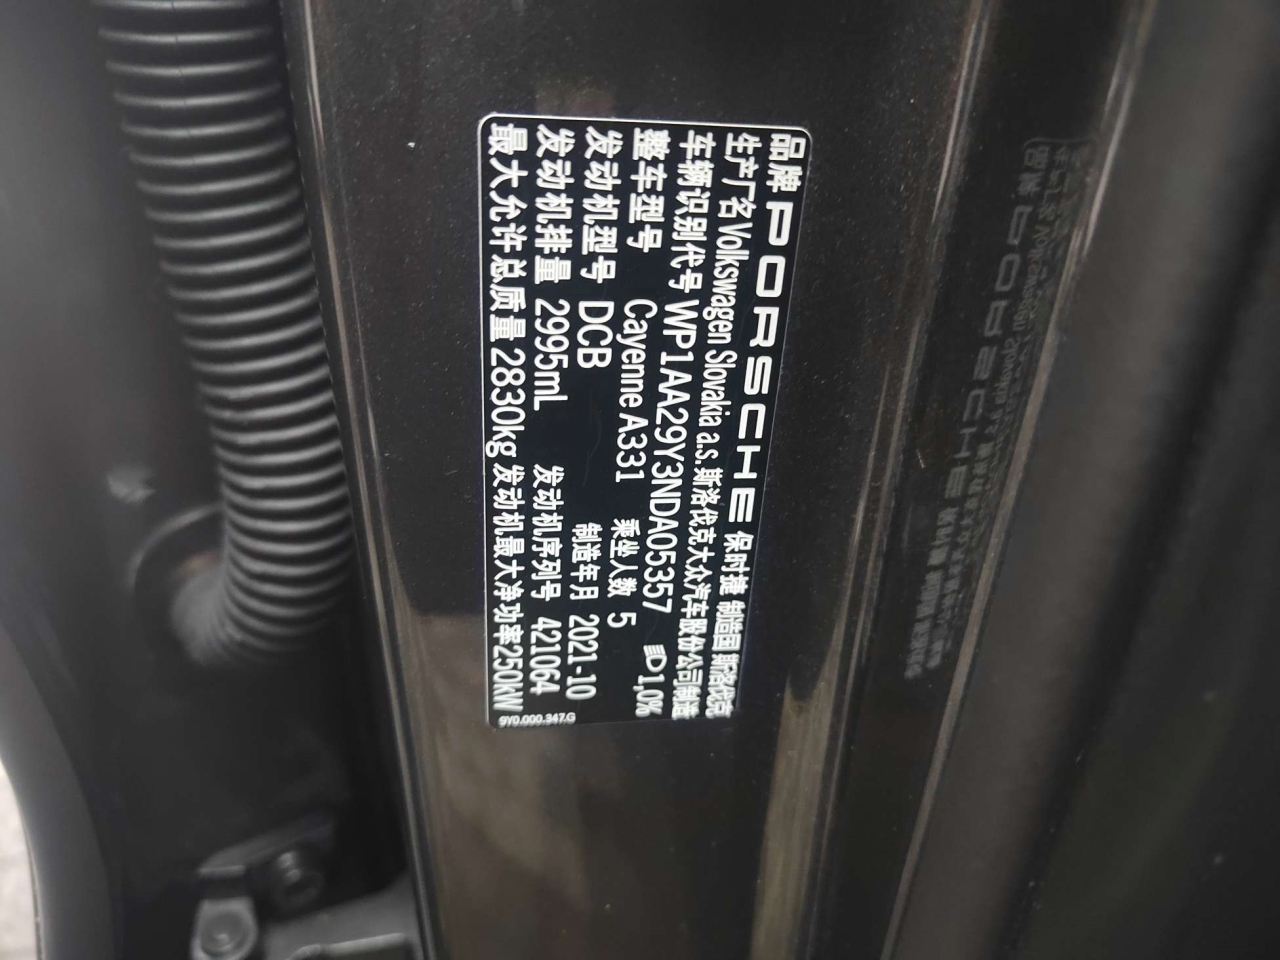 品牌 PORSCHE 保时捷 制造国 斯洛伐克
生产厂名 Volkswagen Slovakia a.s. 斯洛伐克大众汽车股份公司制造
车辆识别代号 WP1AA29Y3NDA05357 1,0%
整车型号 Cayenne A331 乘坐人数 5
发动机型号 DCB 制造年月 2021-10
发动机排量 2995mL 发动机序列号 421064
最大允许总质量 2830kg 发动机最大净功率 250kW
9Y0.000.347.G